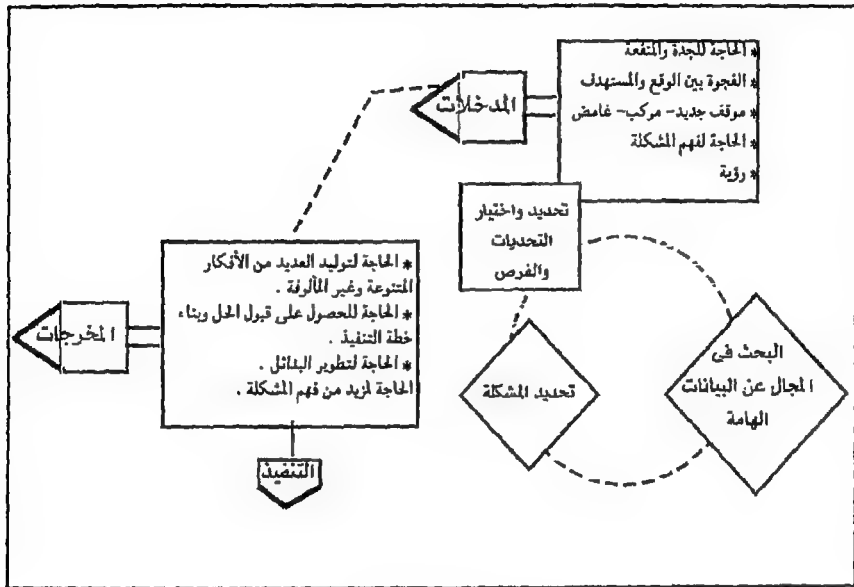 * الحاجة للجدة والمنفعة
* الفجوة بين الوقع والمستهدف
* موقف جديد- مركب- غامض
* الحاجة لفهم المشكلة
* رؤية
المدخلات
تحديد واختيار
التحديات
والفرص
البحث فى
المجال عن البيانات
الهامة
تحديد المشكلة
* الحاجة لتوليد العديد من الأفكار
المتنوعة وغير المألوفة .
* الحاجة للحصول على قبول الحل وبناء
خطة التنفيذ .
* الحاجة لتطوير البدائل .
الحاجة لمزيد من فهم المشكلة .
المخرجات
التنفيذ